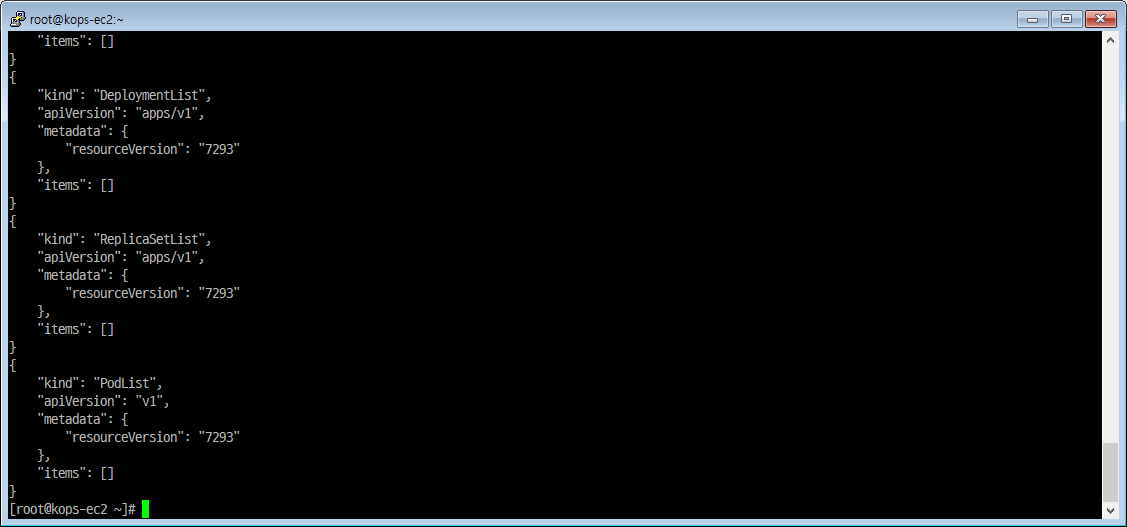 root@kops-ec2:~
    "items": []
}
{
    "kind": "DeploymentList",
    "apiVersion": "apps/v1",
    "metadata": {
        "resourceVersion": "7293"
    },
    "items": []
}
{
    "kind": "ReplicaSetList",
    "apiVersion": "apps/v1",
    "metadata": {
        "resourceVersion": "7293"
    },
    "items": []
}
{
    "kind": "PodList",
    "apiVersion": "v1",
    "metadata": {
        "resourceVersion": "7293"
    },
    "items": []
}
[root@kops-ec2 ~]#